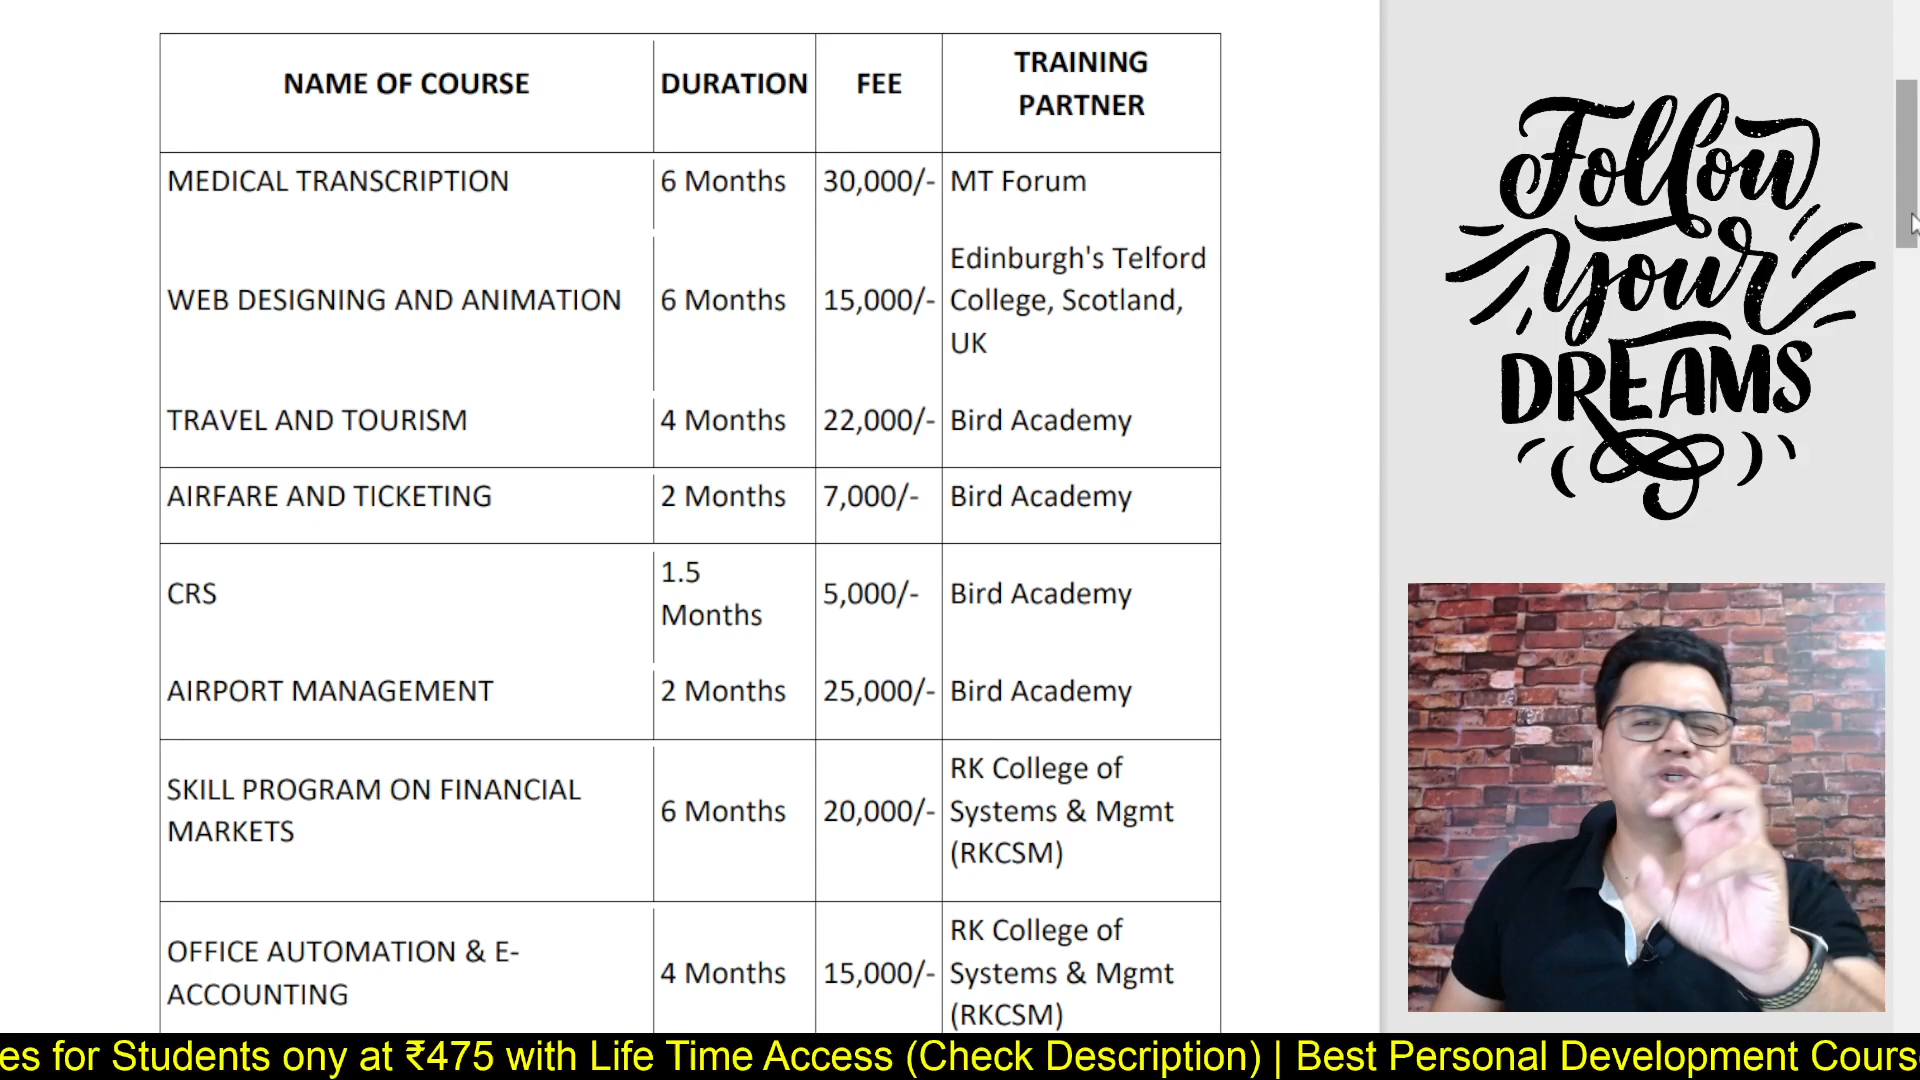 NAME OF COURSE DURATION FEE TRAINING
PARTNER
MEDICAL TRANSCRIPTION 6 Months 30,000/- MT Forum
WEB DESIGNING AND ANIMATION 6 Months 15,000/- Edinburgh's Telford
College, Scotland,
UK
TRAVEL AND TOURISM 4 Months 22,000/- Bird Academy
AIRFARE AND TICKETING 2 Months 7,000/- Bird Academy
CRS 1.5
Months 5,000/- Bird Academy
AIRPORT MANAGEMENT 2 Months 25,000/- Bird Academy
SKILL PROGRAM ON FINANCIAL
MARKETS 6 Months 20,000/- RK College of
Systems & Mgmt
(RKCSM)
OFFICE AUTOMATION & E-
ACCOUNTING 4 Months 15,000/- RK College of
Systems & Mgmt
(RKCSM)
Follow
Your
DREAMS
es for Students ony at ₹475 with Life Time Access (Check Description) | Best Personal Development Cours